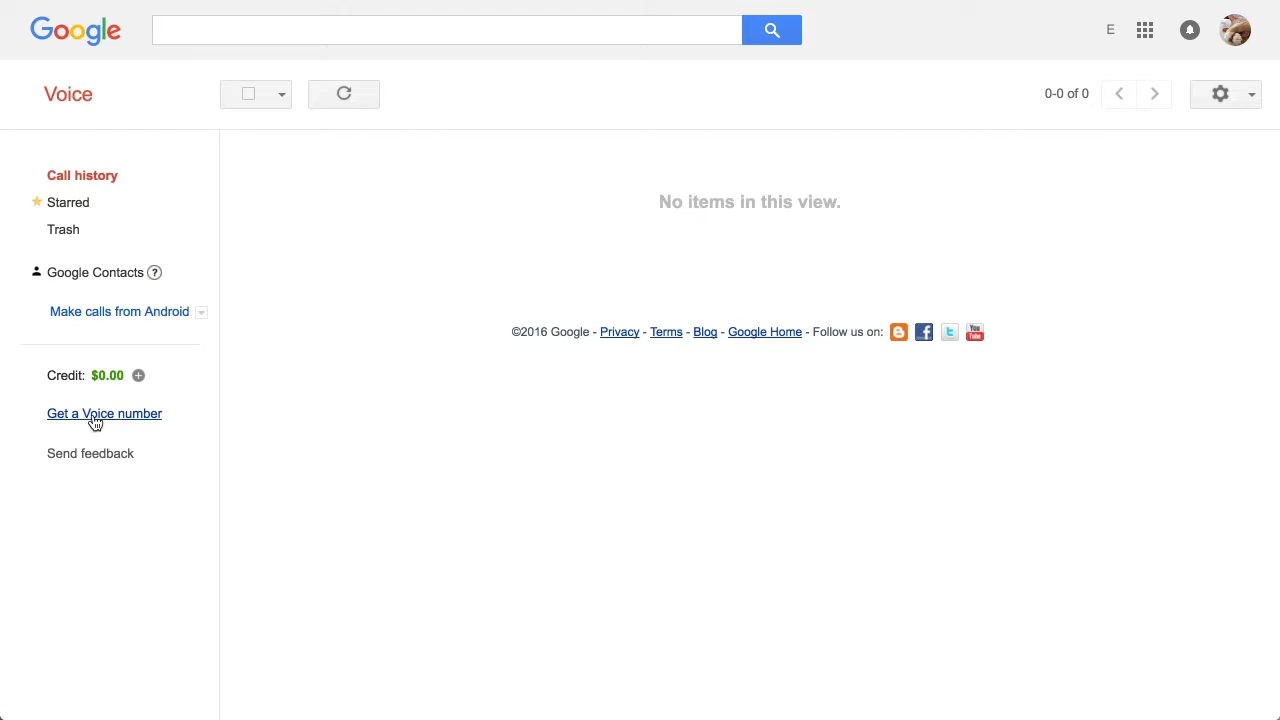 Google
E
Voice
0-0 of 0
Call history
Starred
Trash
Google Contacts ?
Make calls from Android
Credit: $0.00
Get a Voice number
Send feedback
No items in this view.
©2016 Google - Privacy - Terms - Blog - Google Home - Follow us on:
You Tube